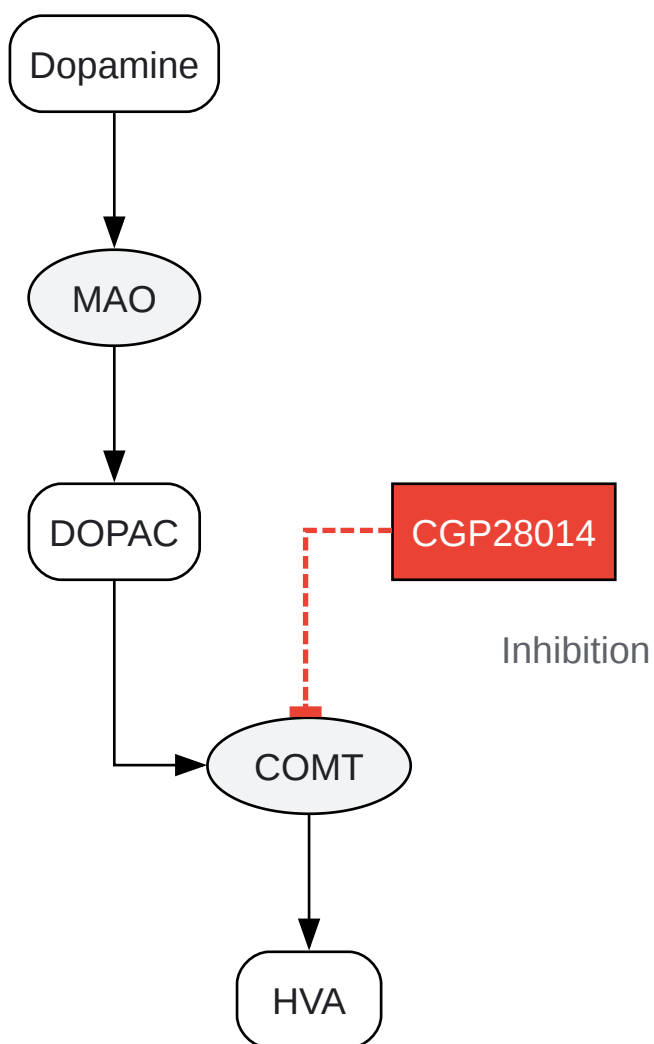 Dopamine
MAO
DOPAC
CGP28014
Inhibition
COMT
HVA